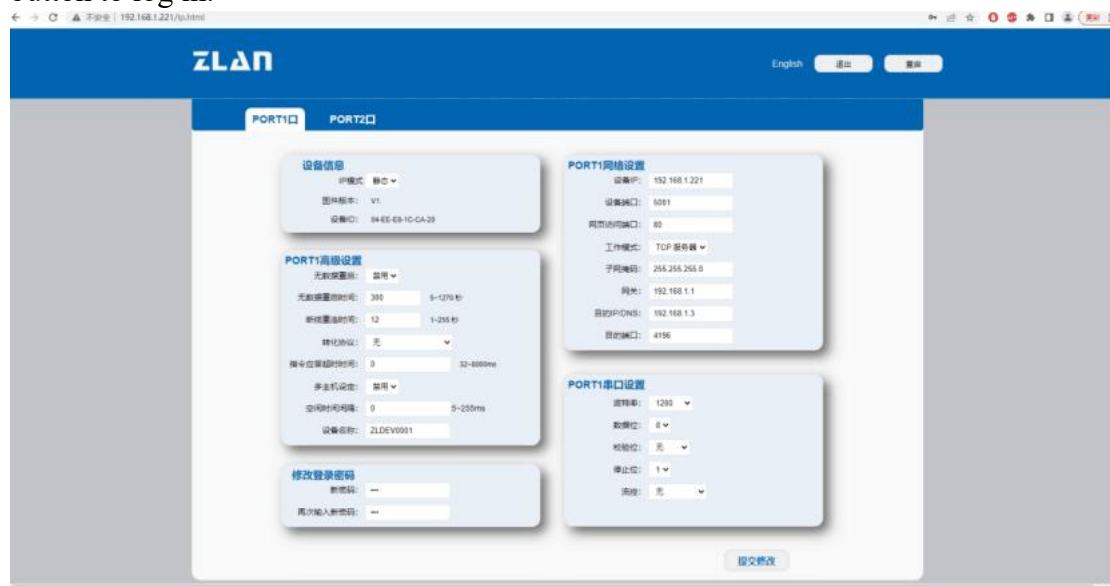 button to log in.
不安全 | 192.168.1.221/ip.html
ZLAN
English 退出 重启
PORT1口 PORT2口
设备信息
IP模式: 静态
固件版本: V1.
设备ID: 04-EE-E8-1C-CA-20
PORT1高级设置
无数据重启: 禁用
无数据重启时间: 300 5~1270 秒
断线重连时间: 12 1~255 秒
转化协议: 无
指令应答超时时间: 0 32~8000ms
多主机设定: 禁用
空闲时间间隔: 0 5~255ms
设备名称: ZLDEV0001
修改登录密码
新密码:
再次输入新密码:
PORT1网络设置
设备IP: 192.168.1.221
设备端口: 5081
网页访问端口: 80
工作模式: TCP 服务器
子网掩码: 255.255.255.0
网关: 192.168.1.1
目的IP/DNS: 192.168.1.3
目的端口: 4196
PORT1串口设置
波特率: 1200
数据位: 8
校验位: 无
停止位: 1
流控: 无
提交修改